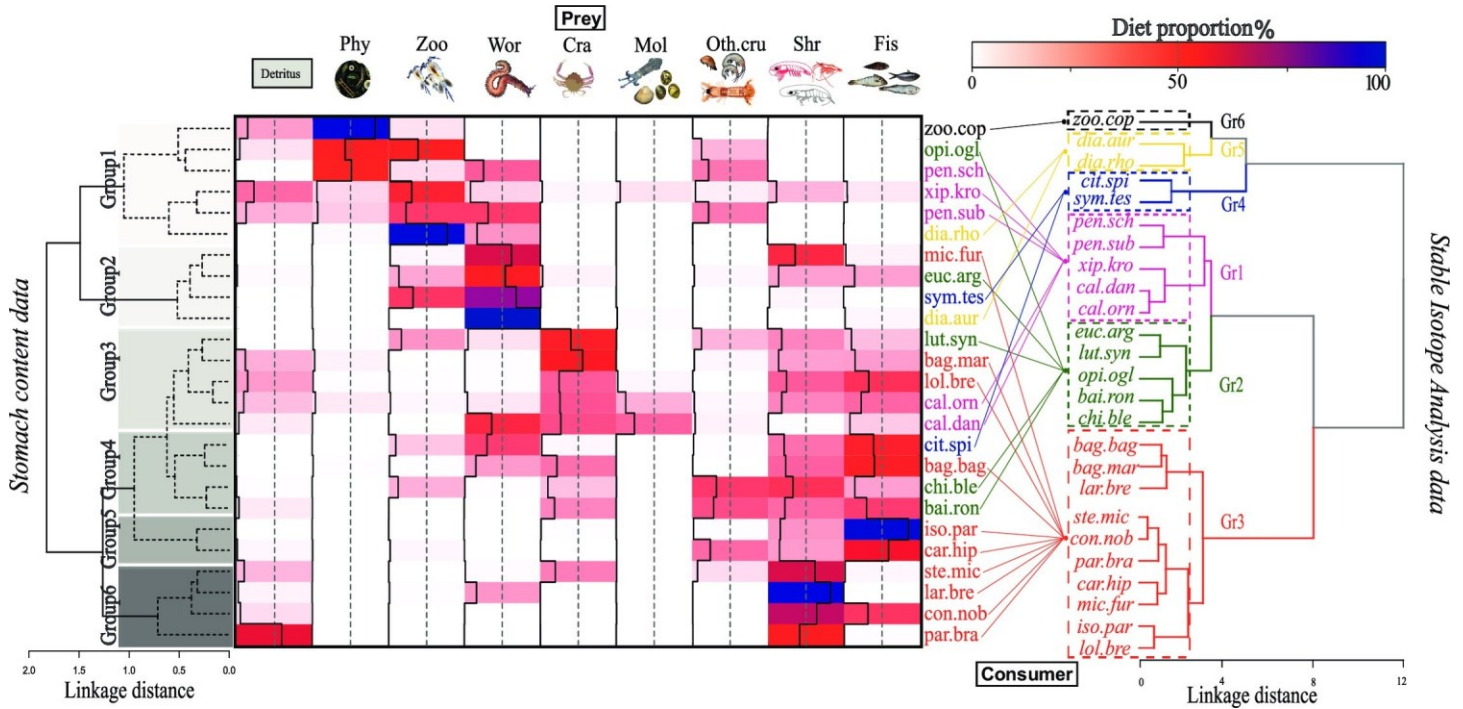 Prey
Diet proportion%
Detritus
Phy
Zoo
Wor
Cra
Mol
Oth.cru
Shr
Fis
0
50
100
Stomach content data
Group1
Group2
Group3
Group4
Group5
Group6
2.0
1.0
0.5
0.0
Linkage distance
zoo.cop
opi.ogl
pen.sch
xip.kro
pen.sub
dia.rho
mic.fur
euc.arg
sym.tes
dia.aur
lut.syn
bag.mar
lol.bre
cal.orn
cal.dan
cit.spi
bag.bag
chi.ble
bai.ron
iso.par
car.hip
ste.mic
lar.bre
con.nob
par.bra
zoo.cop
dia.aur
dia.rho
cit.spi
sym.tes
pen.sch
pen.sub
xip.kro
cal.dan
cal.orn
euc.arg
lut.syn
opi.ogl
bai.ron
chi.ble
bag.bag
bag.mar
lar.bre
ste.mic
con.nob
par.bra
car.hip
mic.fur
iso.par
lol.bre
Gr6
Gr5
Gr4
Gr1
Gr2
Gr3
Stable Isotope Analysis data
Consumer
0
4
8
12
Linkage distance